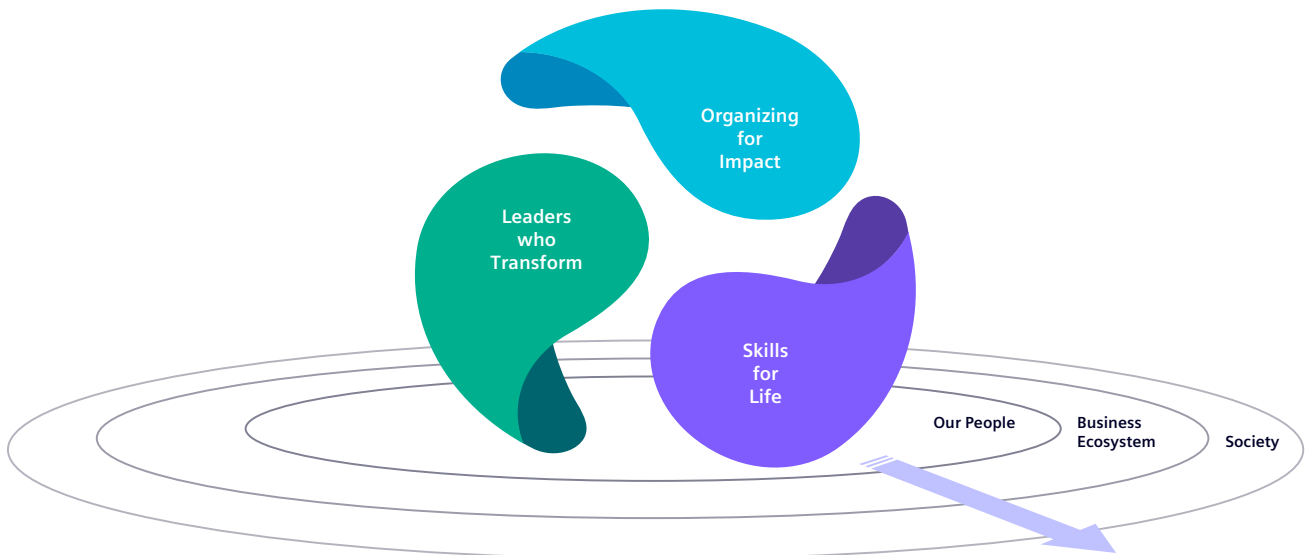 Organizing
for
Impact
Leaders
who
Transform
Skills
for
Life
Our People
Business
Ecosystem
Society